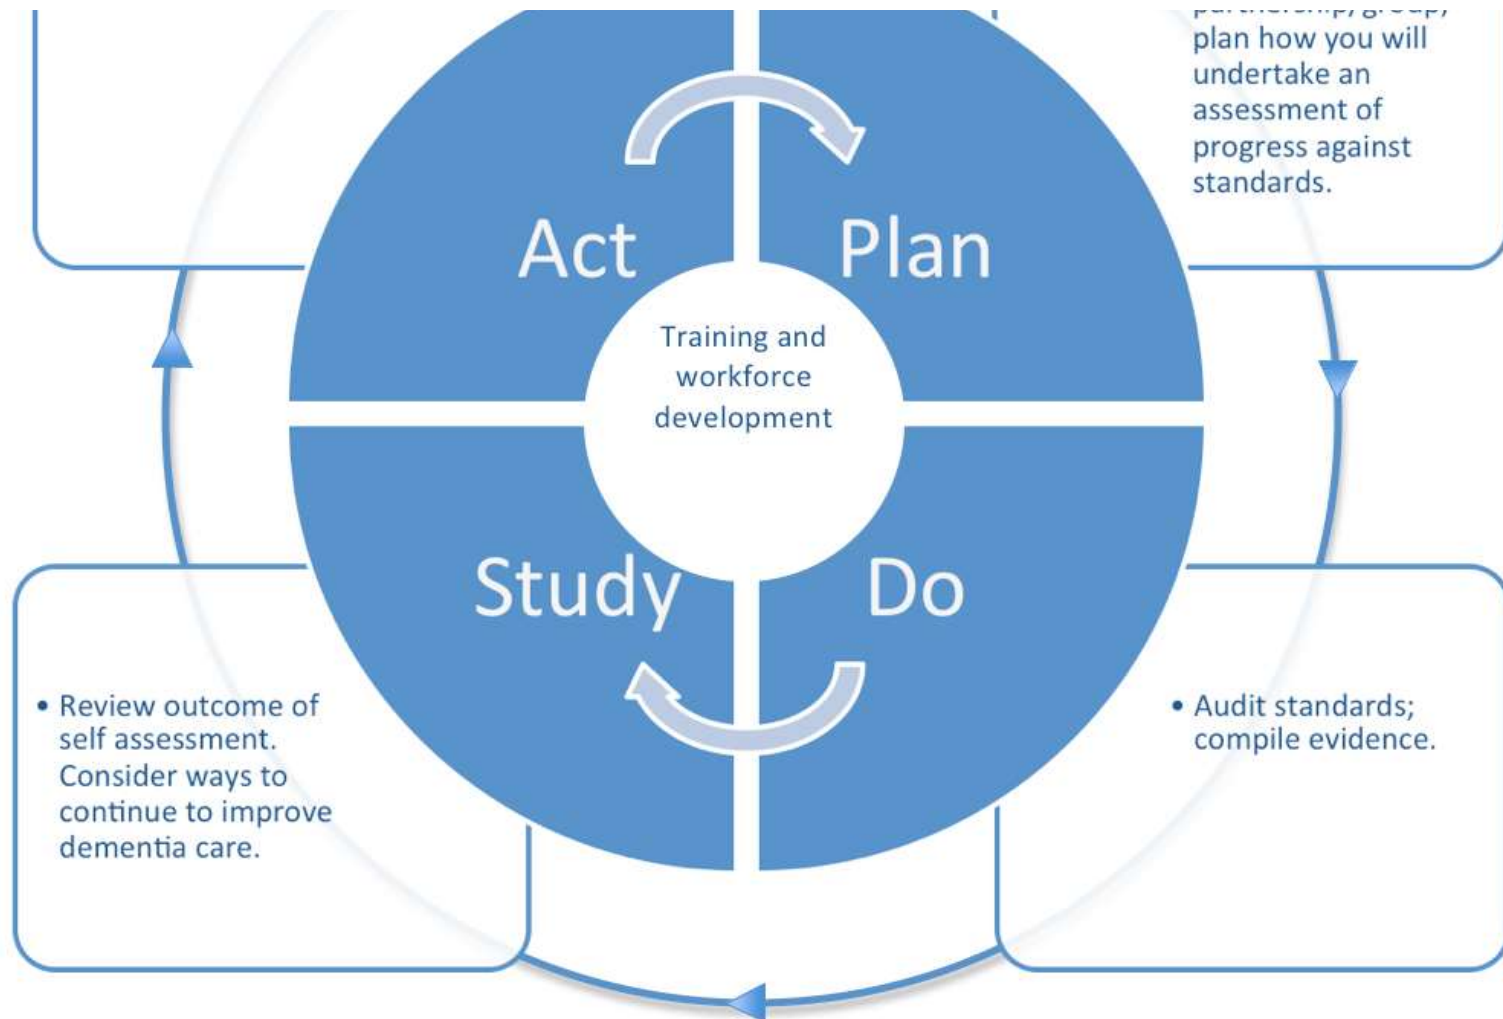 plan how you will
undertake an
assessment of
progress against
standards.
Act
Plan
Training and
workforce
development
Study
Do
• Review outcome of
self assessment.
Consider ways to
continue to improve
dementia care.
• Audit standards;
compile evidence.